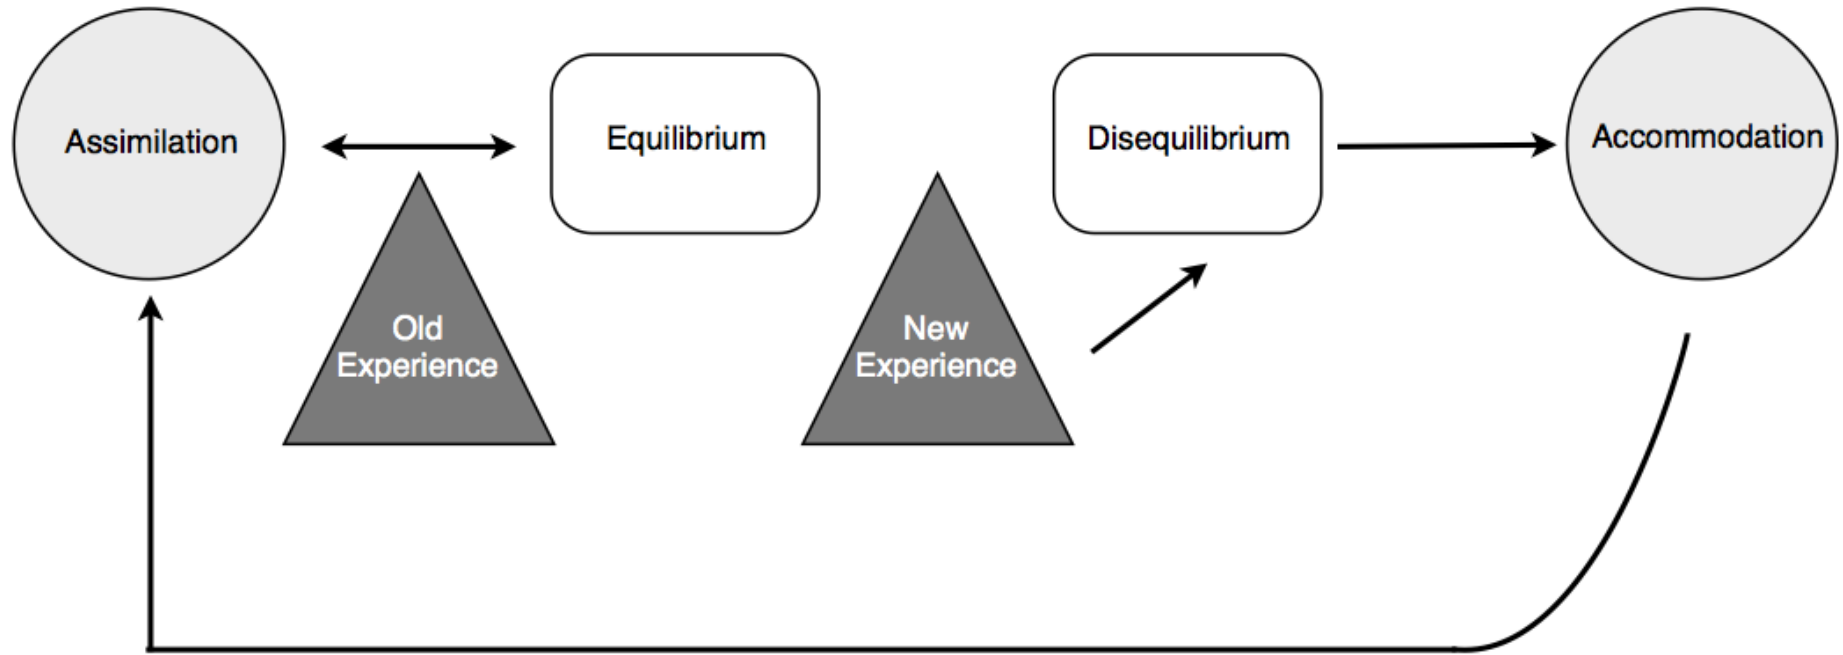 Assimilation
Equilibrium
Disequilibrium
Accommodation
Old
Experience
New
Experience